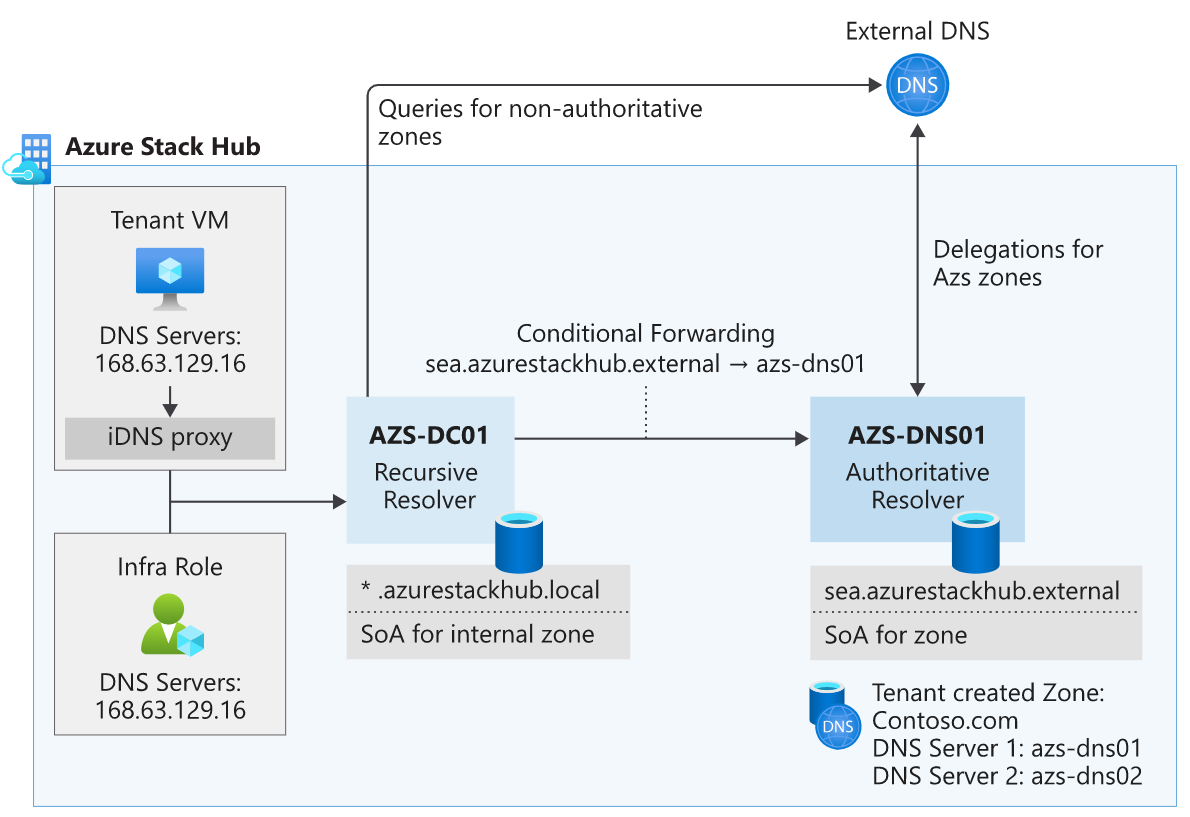 External DNS
DNS
Queries for non-authoritative
zones
Azure Stack Hub
Tenant VM
DNS Servers:
168.63.129.16
iDNS proxy
Delegations for
Azs zones
Conditional Forwarding
sea.azurestackhub.external → azs-dns01
AZS-DC01
Recursive
Resolver
AZS-DNS01
Authoritative
Resolver
Infra Role
DNS Servers:
168.63.129.16
* .azurestackhub.local
SoA for internal zone
sea.azurestackhub.external
SoA for zone
DNS
Tenant created Zone:
Contoso.com
DNS Server 1: azs-dns01
DNS Server 2: azs-dns02